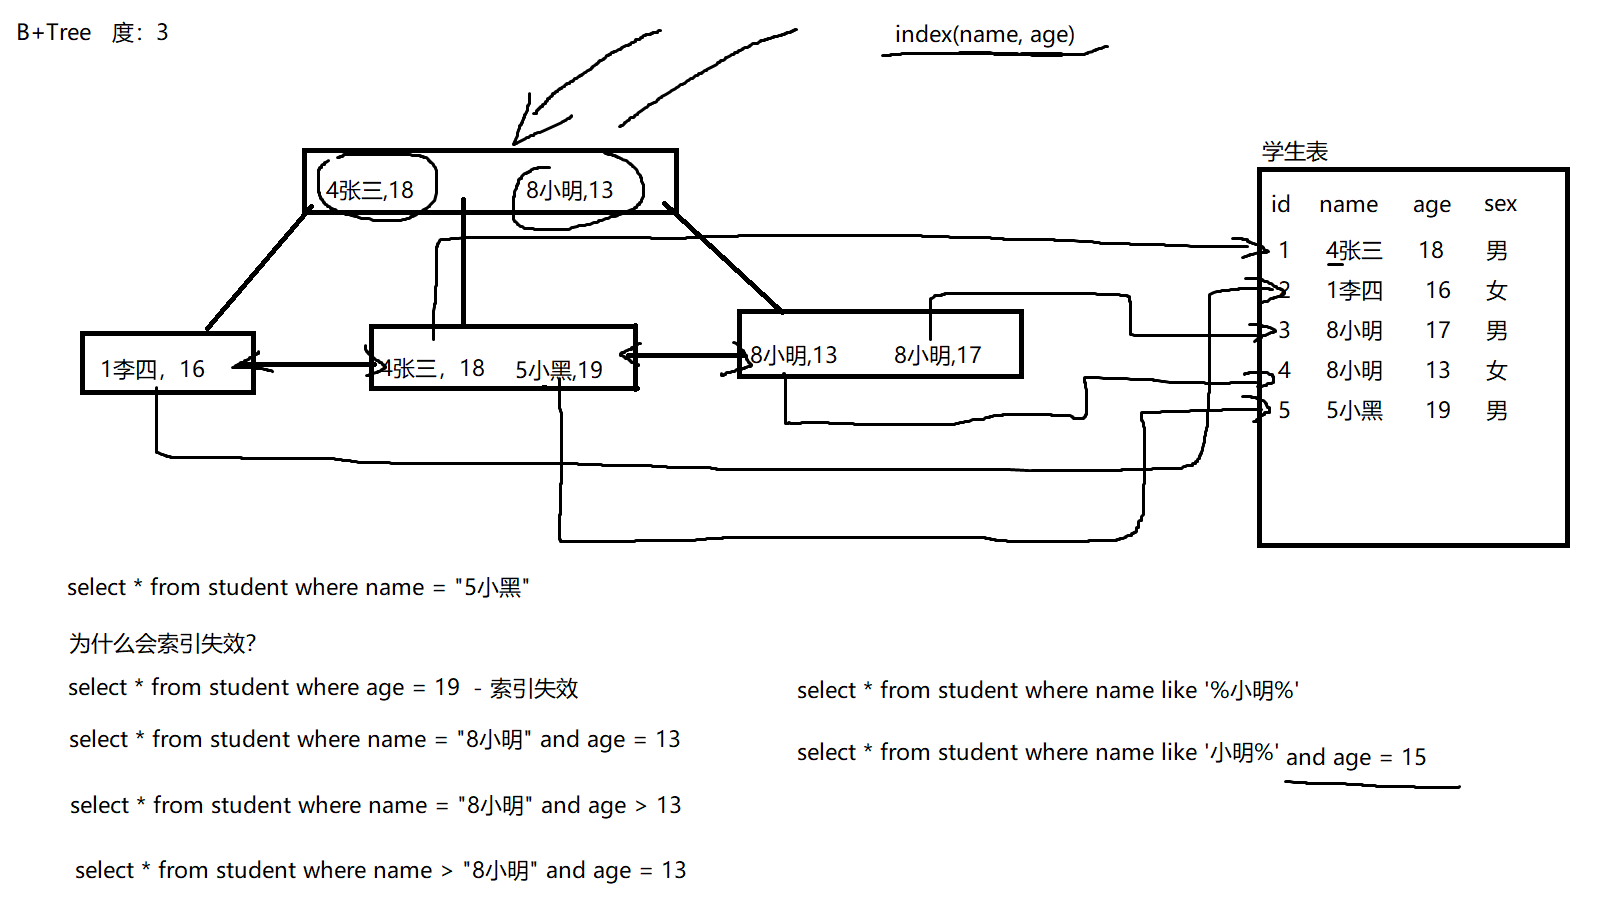 B+Tree 度：3
index(name, age)
4张三,18
8小明,13
1李四，16
4张三，18
5小黑,19
8小明,13
8小明,17
学生表
id name age sex
1 4张三 18 男
2 1李四 16 女
3 8小明 17 男
4 8小明 13 女
5 5小黑 19 男
select * from student where name = "5小黑"
为什么会索引失效？
select * from student where age = 19 - 索引失效
select * from student where name = "8小明" and age = 13
select * from student where name = "8小明" and age > 13
select * from student where name > "8小明" and age = 13
select * from student where name like '%小明%'
select * from student where name like '小明%' and age = 15